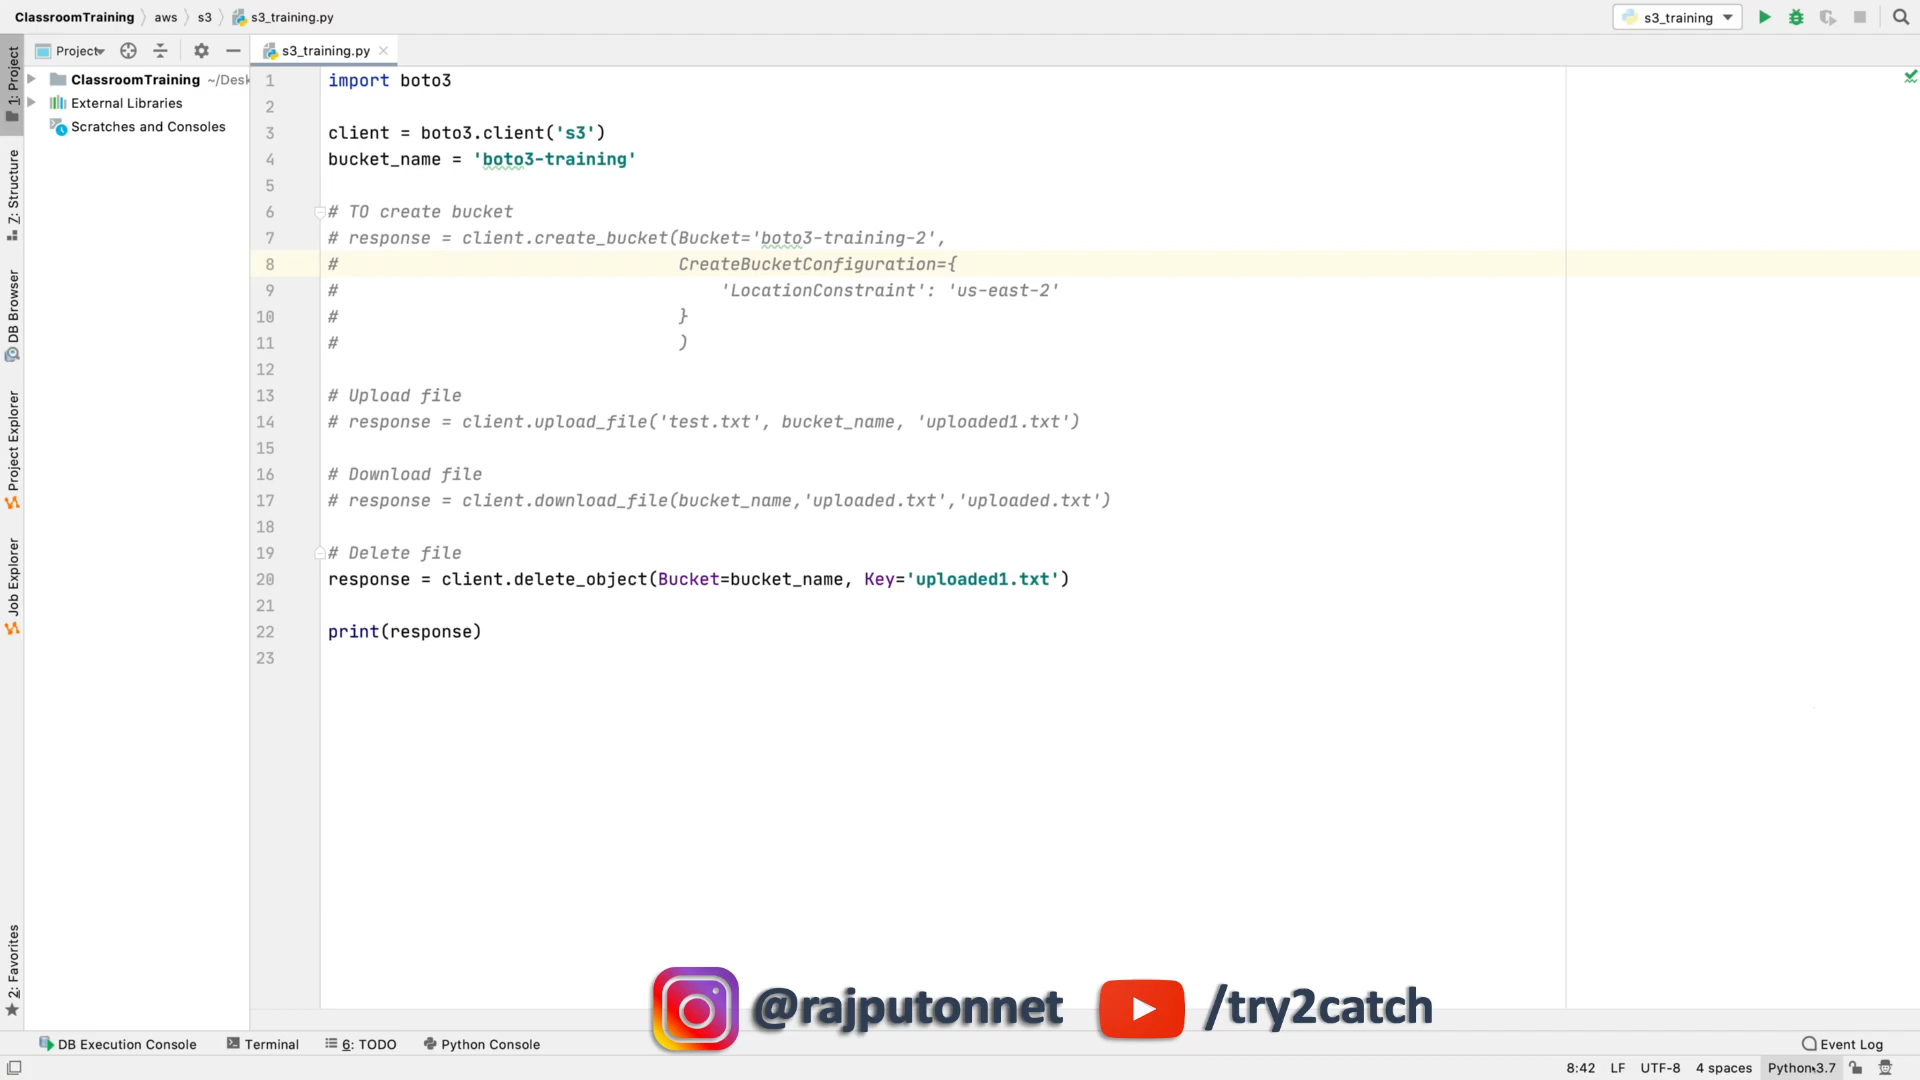 ClassroomTraining aws s3 s3_training.py s3_training
1: Project
Project s3_training.py
ClassroomTraining ~/Desk
External Libraries
Scratches and Consoles
7: Structure
DB Browser
Project Explorer
Job Explorer
2: Favorites
1 import boto3
2
3 client = boto3.client('s3')
4 bucket_name = 'boto3-training'
5
6 # TO create bucket
7 # response = client.create_bucket(Bucket='boto3-training-2',
8 # CreateBucketConfiguration={
9 # 'LocationConstraint': 'us-east-2'
10 # }
11 # )
12
13 # Upload file
14 # response = client.upload_file('test.txt', bucket_name, 'uploaded1.txt')
15
16 # Download file
17 # response = client.download_file(bucket_name,'uploaded.txt','uploaded.txt')
18
19 # Delete file
20 response = client.delete_object(Bucket=bucket_name, Key='uploaded1.txt')
21
22 print(response)
23
@rajputonnet /try2catch
DB Execution Console Terminal 6: TODO Python Console Event Log
8:42 LF UTF-8 4 spaces Python 3.7